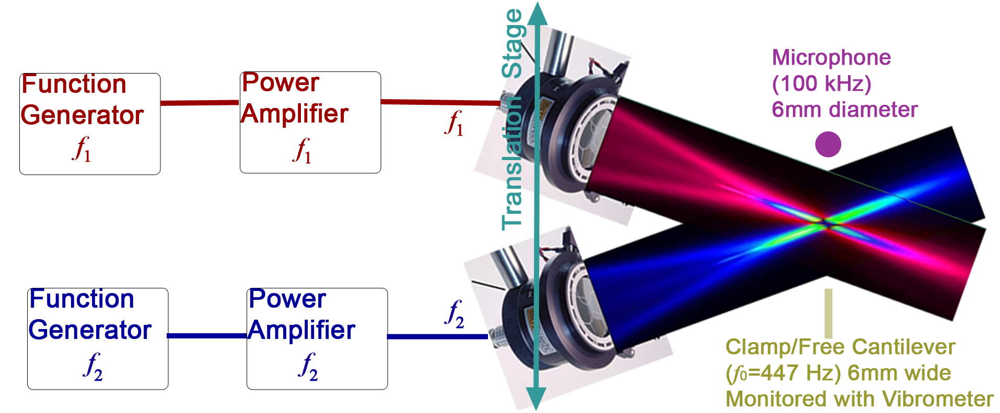 Function
Generator
f1
Power
Amplifier
f1
f1
Translation Stage
Microphone
(100 kHz)
6mm diameter
Function
Generator
f2
Power
Amplifier
f2
f2
Clamp/Free Cantilever
(f0=447 Hz) 6mm wide
Monitored with Vibrometer